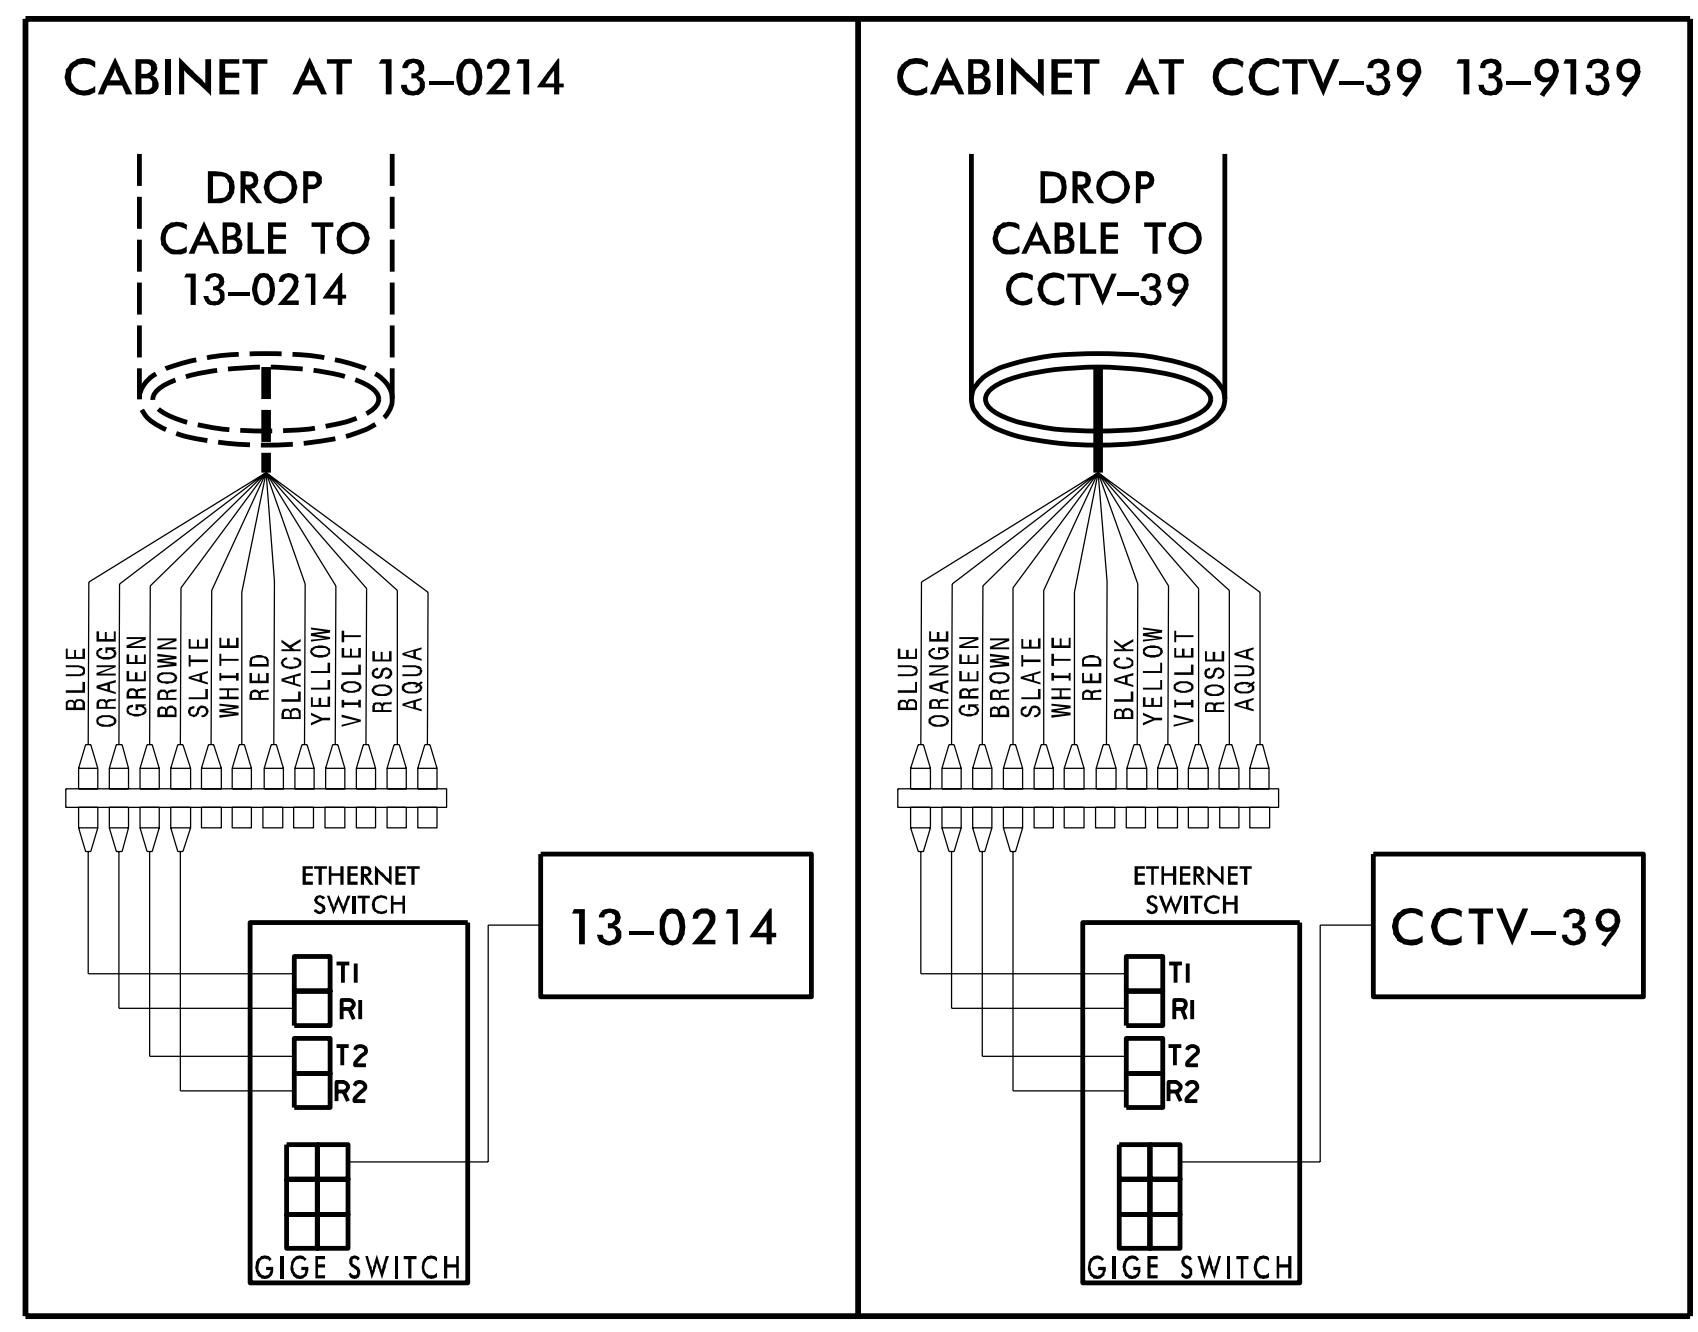 CABINET AT 13-0214
DROP
CABLE TO
13-0214
BLUE
ORANGE
GREEN
BROWN
SLATE
WHITE
RED
BLACK
YELLOW
VIOLET
ROSE
AQUA
ETHERNET
SWITCH
13-0214
T1
R1
T2
R2
GIGE SWITCH
CABINET AT CCTV-39 13-9139
DROP
CABLE TO
CCTV-39
BLUE
ORANGE
GREEN
BROWN
SLATE
WHITE
RED
BLACK
YELLOW
VIOLET
ROSE
AQUA
ETHERNET
SWITCH
CCTV-39
T1
R1
T2
R2
GIGE SWITCH